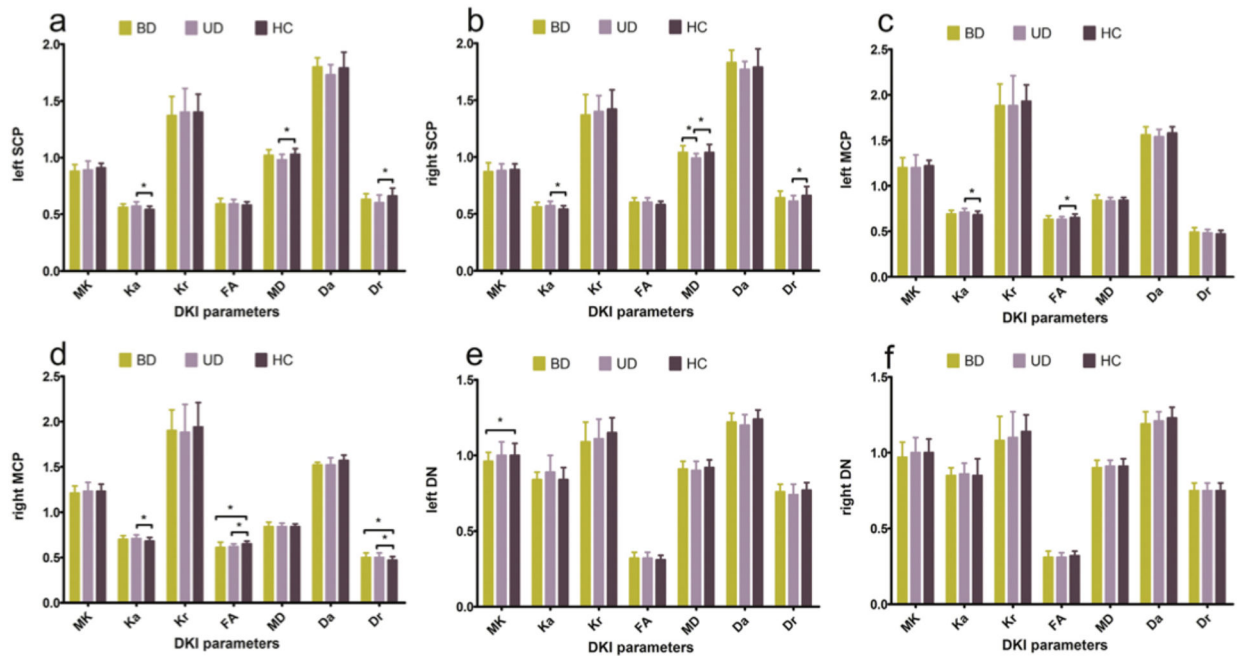 a
BD UD HC
left SCP
2.0
1.5
1.0
0.5
0.0
* * *
MK Ka Kr FA MD Da Dr
DKI parameters
b
BD UD HC
right SCP
2.0
1.5
1.0
0.5
0.0
* * * *
MK Ka Kr FA MD Da Dr
DKI parameters
c
BD UD HC
left MCP
2.5
2.0
1.5
1.0
0.5
0.0
* *
MK Ka Kr FA MD Da Dr
DKI parameters
d
BD UD HC
right MCP
2.5
2.0
1.5
1.0
0.5
0.0
* * * * *
MK Ka Kr FA MD Da Dr
DKI parameters
e
BD UD HC
left DN
1.5
1.0
0.5
0.0
*
MK Ka Kr FA MD Da Dr
DKI parameters
f
BD UD HC
right DN
1.5
1.0
0.5
0.0
MK Ka Kr FA MD Da Dr
DKI parameters